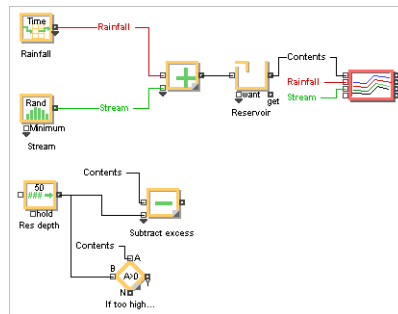 Time
Rainfall
Rainfall
Contents
Rainfall
Stream
want
get
Reservoir
Rand
Stream
Minimum
Stream
50
###
hold
Res depth
Contents
Subtract excess
Contents
A
B
A>0
Y
N
If too high...